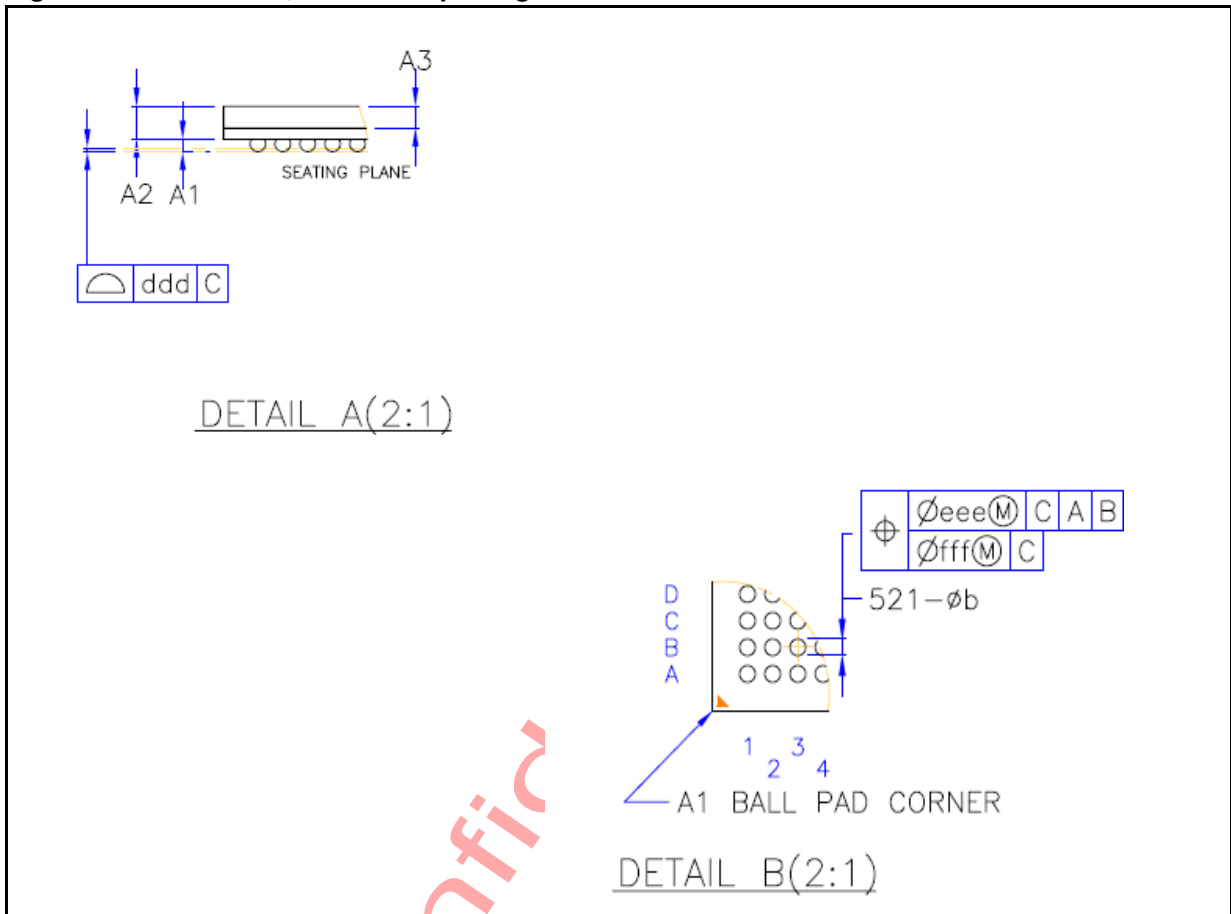 A3
SEATING PLANE
A2 A1
ddd C
DETAIL A(2:1)
Øeee Ⓜ C A B
Øfff Ⓜ C
521-øb
D
C
B
A
1 3
2 4
A1 BALL PAD CORNER
DETAIL B(2:1)